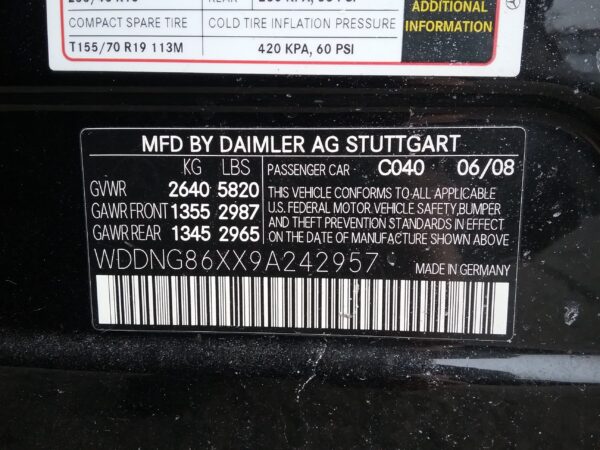 REAR
COMPACT SPARE TIRE COLD TIRE INFLATION PRESSURE
T155/70 R19 113M 420 KPA, 60 PSI
ADDITIONAL
INFORMATION
MFD BY DAIMLER AG STUTTGART
KG LBS PASSENGER CAR C040 06/08
GVWR 2640 5820 THIS VEHICLE CONFORMS TO ALL APPLICABLE
GAWR FRONT 1355 2987 U.S. FEDERAL MOTOR VEHICLE SAFETY,BUMPER
AND THEFT PREVENTION STANDARDS IN EFFECT
GAWR REAR 1345 2965 ON DATE OF MANUFACTURE SHOWN ABOVE
WDDNG86XX9A242957 MADE IN GERMANY